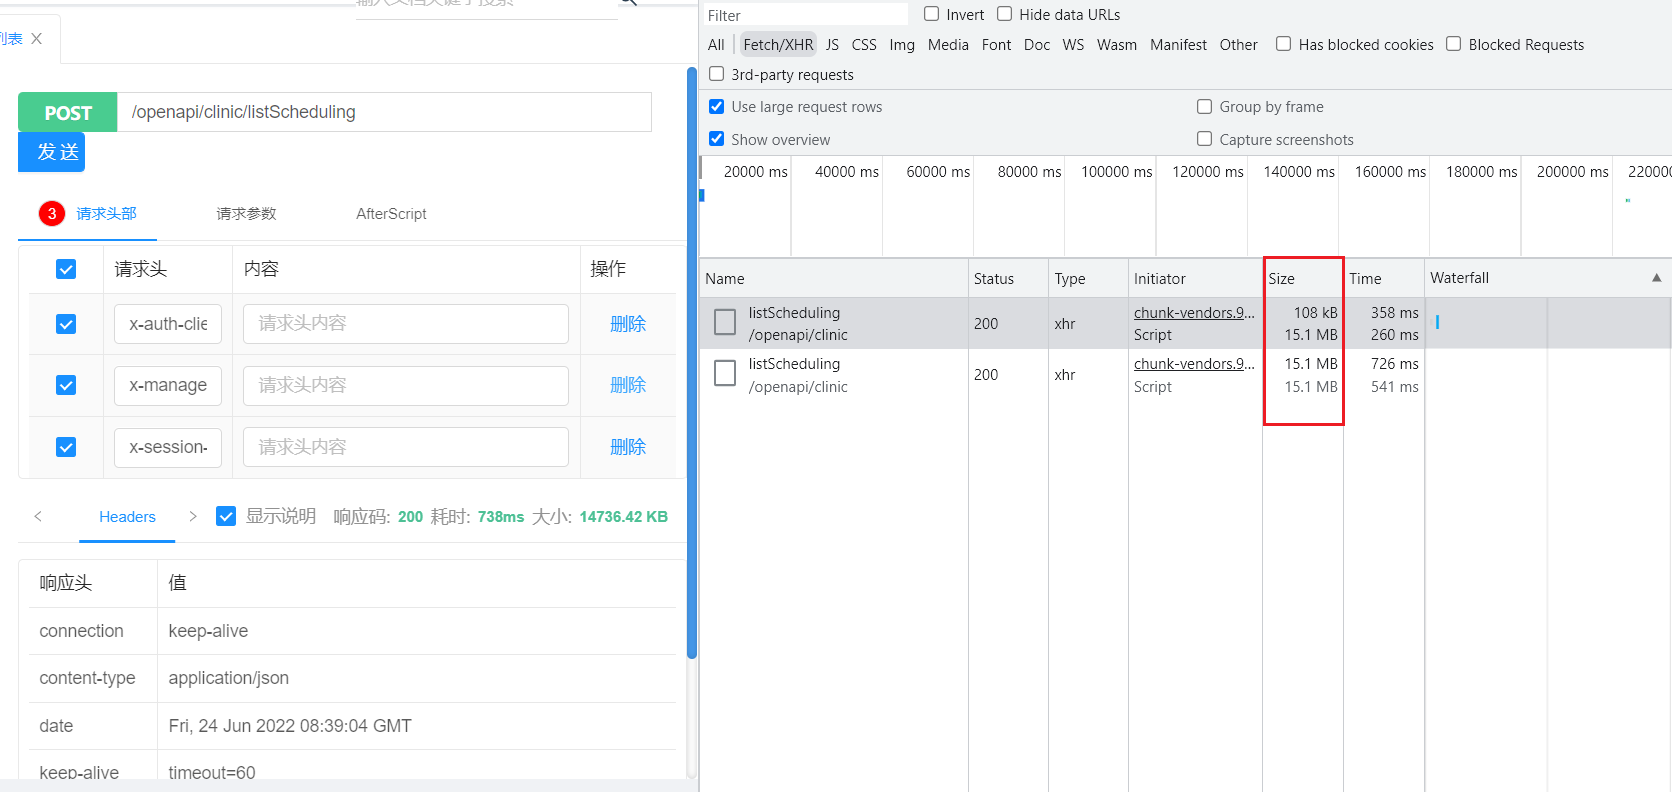 输入文档关键字搜索
列表
POST
/openapi/clinic/listScheduling
发 送
3 请求头部 请求参数 AfterScript
请求头 内容 操作
x-auth-clie 请求头内容 删除
x-manage 请求头内容 删除
x-session- 请求头内容 删除
Headers 显示说明 响应码: 200 耗时: 738ms 大小: 14736.42 KB
响应头 值
connection keep-alive
content-type application/json
date Fri, 24 Jun 2022 08:39:04 GMT
keep-alive timeout=60
Filter Invert Hide data URLs
All Fetch/XHR JS CSS Img Media Font Doc WS Wasm Manifest Other Has blocked cookies Blocked Requests
3rd-party requests
Use large request rows Group by frame
Show overview Capture screenshots
20000 ms 40000 ms 60000 ms 80000 ms 100000 ms 120000 ms 140000 ms 160000 ms 180000 ms 200000 ms 220000
Name Status Type Initiator Size Time Waterfall
listScheduling 200 xhr chunk-vendors.9... 108 kB 358 ms
/openapi/clinic Script 15.1 MB 260 ms
listScheduling 200 xhr chunk-vendors.9... 15.1 MB 726 ms
/openapi/clinic Script 15.1 MB 541 ms